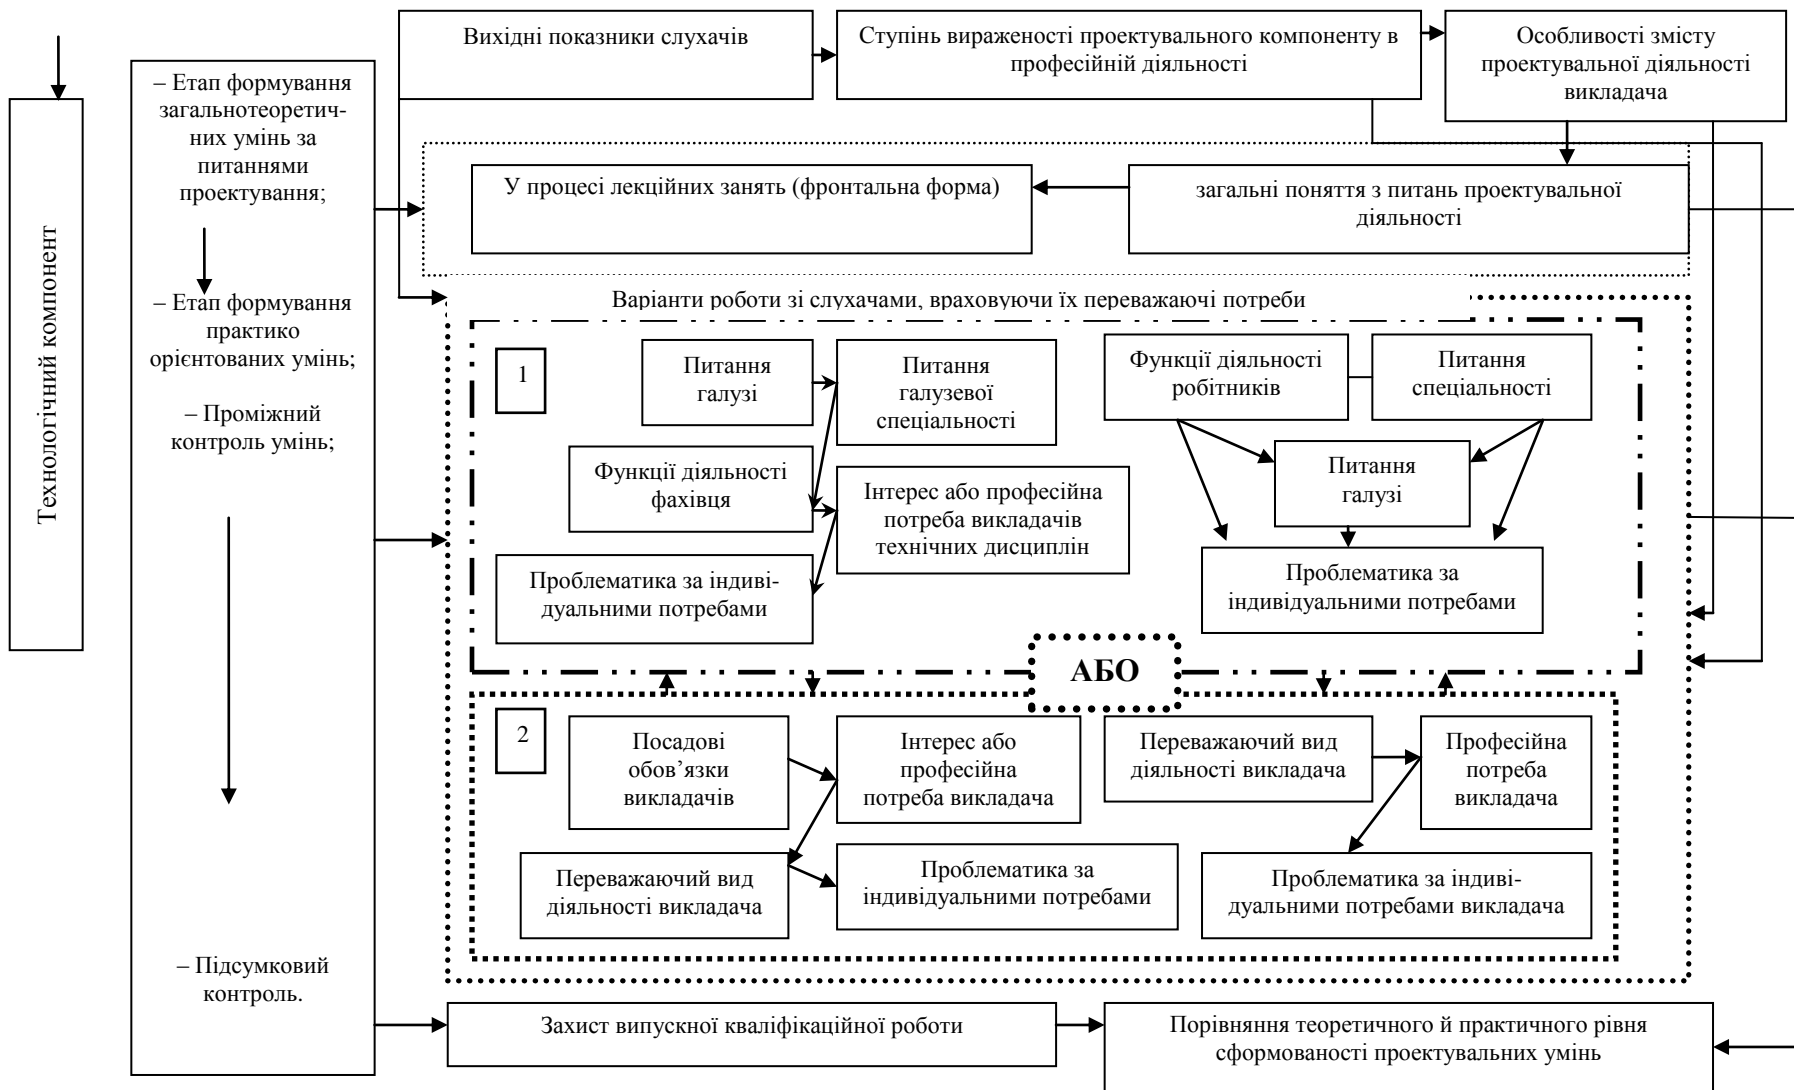 Технологічний компонент
– Етап формування
загальнотеоретич-
них умінь за
питаннями
проектування;
– Етап формування
практико
орієнтованих умінь;
– Проміжний
контроль умінь;
– Підсумковий
контроль.
Вихідні показники слухачів
Ступінь вираженості проектувального компоненту в
професійній діяльності
Особливості змісту
проектувальної діяльності
викладача
У процесі лекційних занять (фронтальна форма)
загальні поняття з питань проектувальної
діяльності
Варіанти роботи зі слухачами, враховуючи їх переважаючі потреби
1
Питання
галузі
Питання
галузевої
спеціальності
Функції діяльності
фахівця
Інтерес або професійна
потреба викладачів
технічних дисциплін
Проблематика за індиві-
дуальними потребами
Функції діяльності
робітників
Питання
спеціальності
Питання
галузі
Проблематика за
індивідуальними потребами
АБО
2
Посадові
обов’язки
викладачів
Інтерес або
професійна
потреба викладача
Переважаючий вид
діяльності викладача
Проблематика за
індивідуальними потребами
Переважаючий вид
діяльності викладача
Професійна
потреба
викладача
Проблематика за індиві-
дуальними потребами викладача
Захист випускної кваліфікаційної роботи
Порівняння теоретичного й практичного рівня
сформованості проектувальних умінь